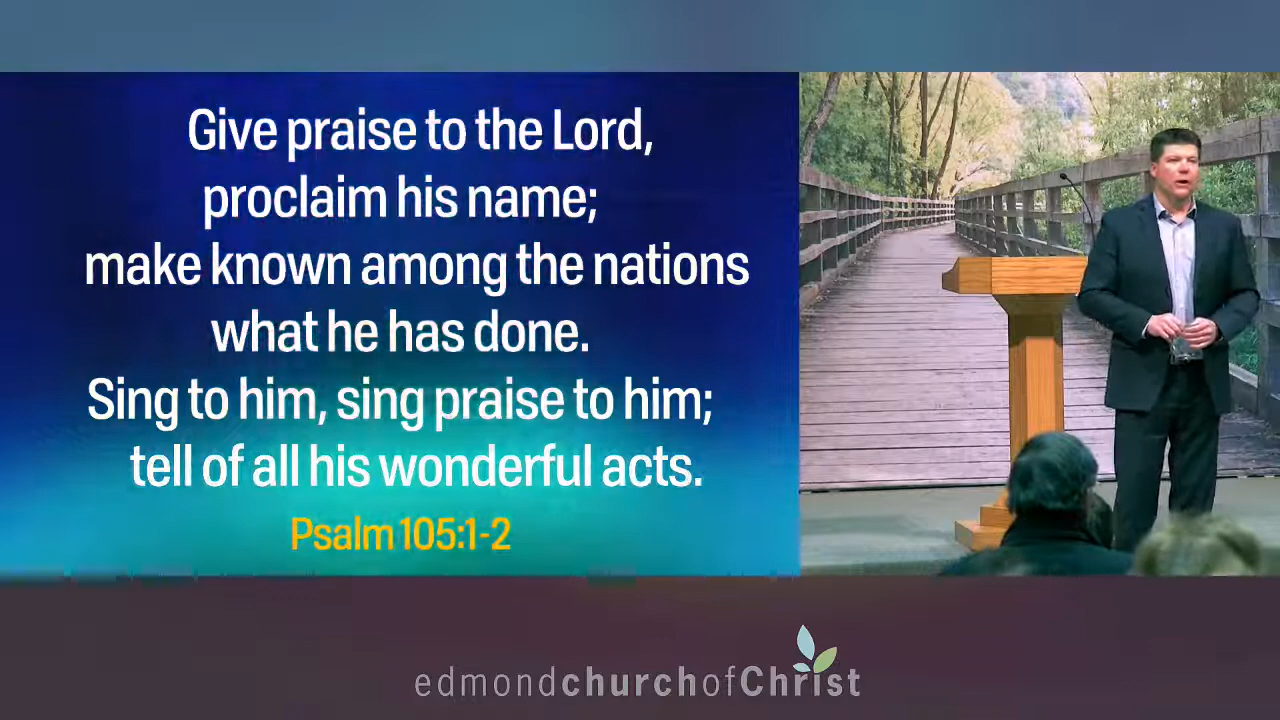 Give praise to the Lord,
proclaim his name;
make known among the nations
what he has done.
Sing to him, sing praise to him;
tell of all his wonderful acts.
Psalm 105:1-2
edmondchurchofChrist